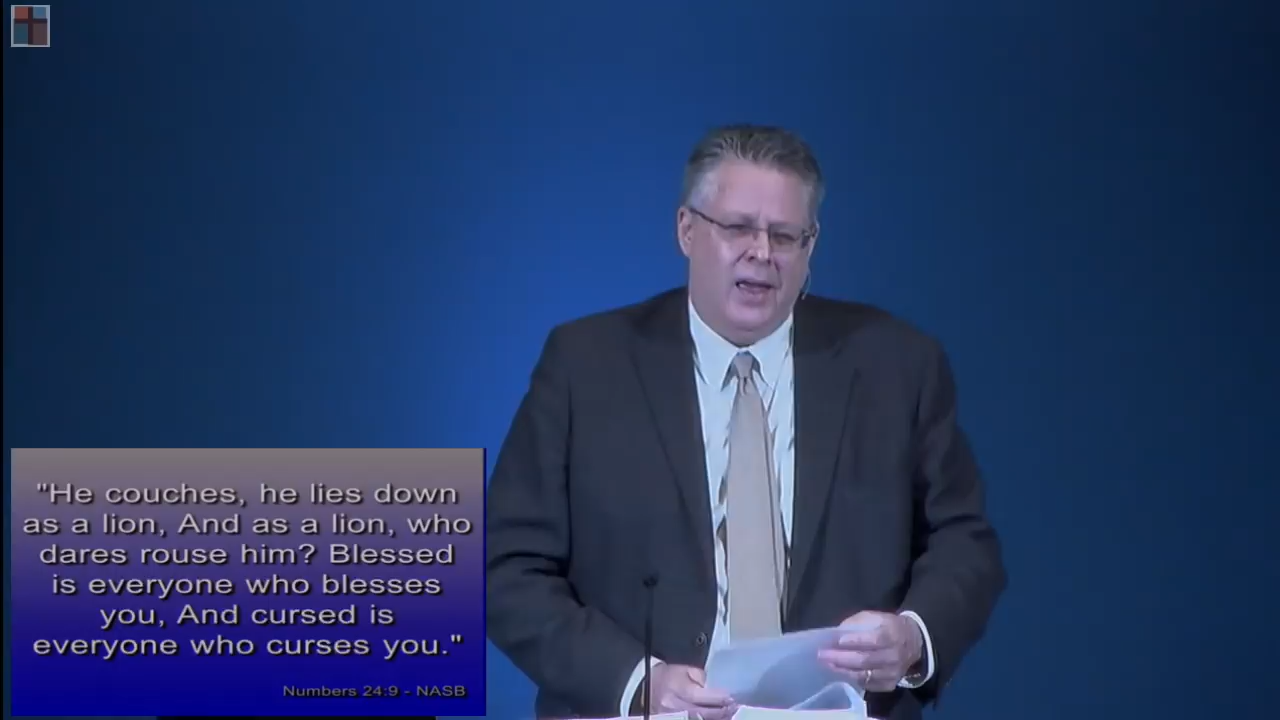 "He couches, he lies down
as a lion, And as a lion, who
dares rouse him? Blessed
is everyone who blesses
you, And cursed is
everyone who curses you."
Numbers 24:9 - NASB